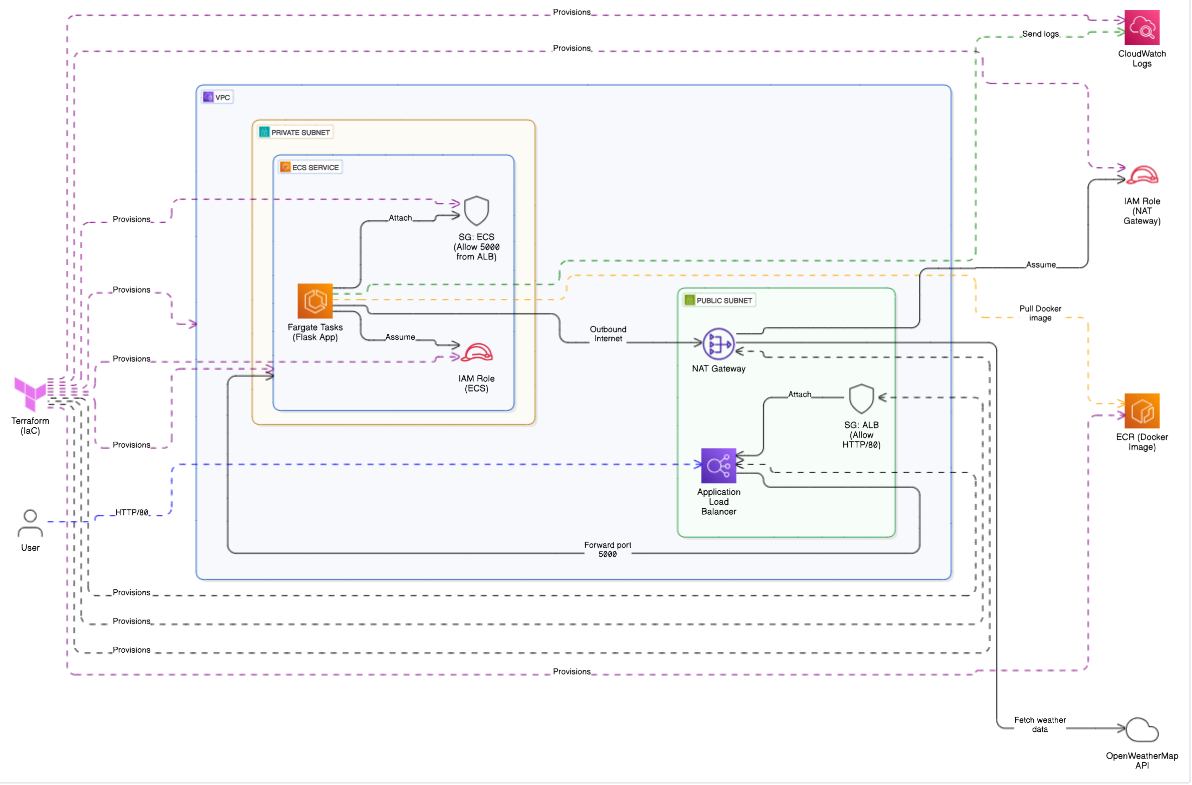 Provisions
Send logs
CloudWatch
Logs
Provisions
VPC
PRIVATE SUBNET
ECS SERVICE
Provisions
Attach
SG: ECS
(Allow 5000
from ALB)
IAM Role
(NAT
Gateway)
Assume
Provisions
PUBLIC SUBNET
Fargate Tasks
(Flask App)
Assume
Outbound
Internet
Pull Docker
image
NAT Gateway
Provisions
IAM Role
(ECS)
Terraform
(IaC)
Attach
SG: ALB
(Allow
HTTP/80)
ECR (Docker
Image)
Provisions
Application
Load
Balancer
HTTP/80
User
Forward port
5000
Provisions
Provisions
Provisions
Provisions
Fetch weather
data
OpenWeatherMap
API